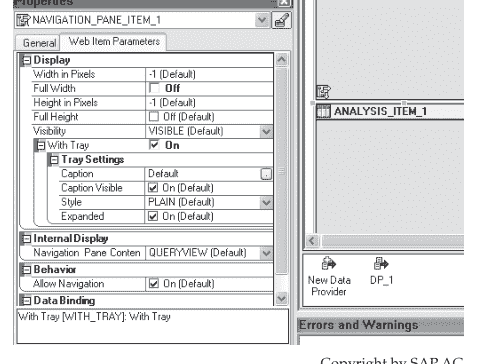 Properties
NAVIGATION_PANE_ITEM_1
General Web Item Parameters
Display
Width in Pixels -1 (Default)
Full Width Off
Height in Pixels -1 (Default)
Full Height Off (Default)
Visibility VISIBLE (Default)
With Tray On
Tray Settings
Caption Default
Caption Visible On (Default)
Style PLAIN (Default)
Expanded On (Default)
Internal Display
Navigation Pane Conten QUERYVIEW (Default)
Behavior
Allow Navigation On (Default)
Data Binding
With Tray [WITH_TRAY]: With Tray
ANALYSIS_ITEM_1
New Data Provider
DP_1
Errors and Warnings
Copyright by SAP AG